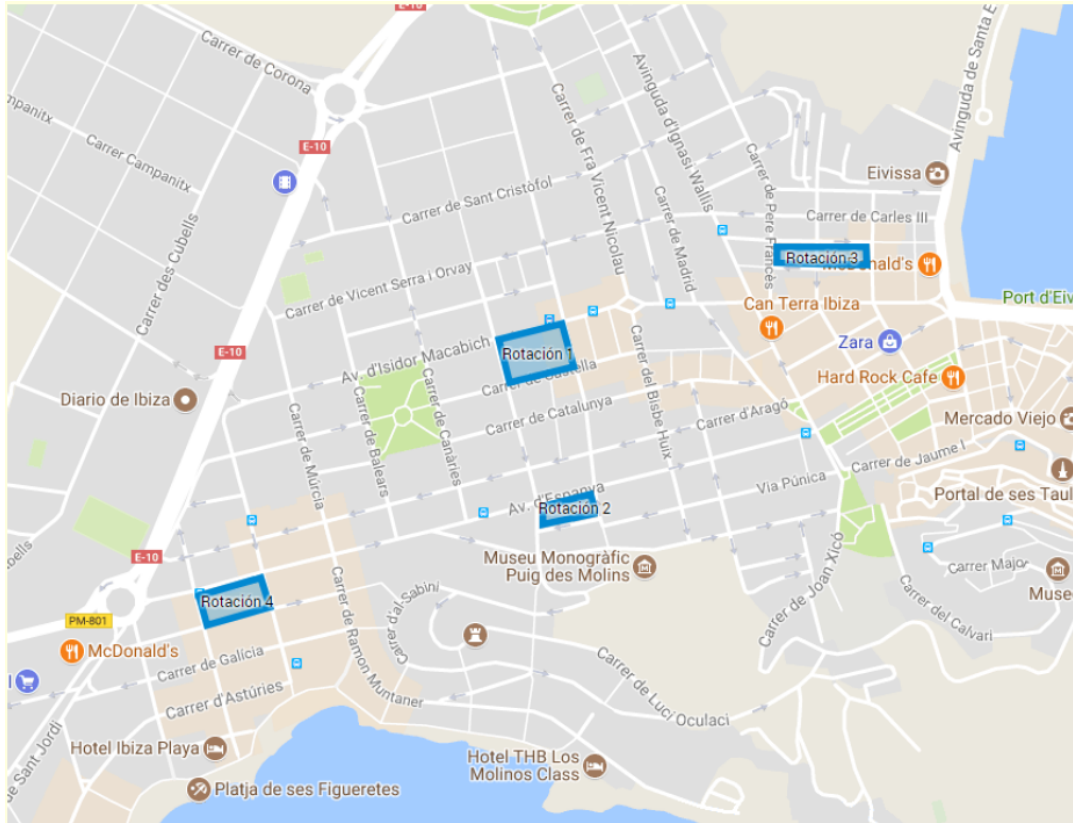 E-10
Carrer de Corona
E-10
Carrer Campanitx
Carrer des Cubells
Carrer de Sant Cristòfol
Carrer de Fra Vicent Nicolau
Avinguda d'Ignasi Wallis
Carrer de Madrid
Carrer de Pere Francès
Avinguda de Santa E
Eivissa
Carrer de Carles III
Rotación 3
McDonald's
Carrer de Vicent Serra i Orvay
Can Terra Ibiza
Port d'Eiv
Zara
E-10
Av. d'Isidor Macabich
Rotación 1
Hard Rock Cafe
Diario de Ibiza
Carrer de Castella
Carrer de Catalunya
Carrer d'Aragó
Mercado Viejo
Carrer de Múrcia
Carrer de Balears
Carrer de Canàries
Carrer del Bisbe Huix
Carrer de Jaume I
Via Púnica
Portal de ses Taul
Av. d'Espanya
Rotación 2
E-10
Museu Monogràfic
Puig des Molins
Carrer Major
Muse
Carrer de Joan Xicó
Carrer del Calvari
Rotación 4
PM-801
McDonald's
Carrer de Galícia
Carrer d'Astúries
Carrer de Ramon Muntaner
Carrer d'al-Sabini
Carrer de Luci Oculaci
de Sant Jordi
Hotel Ibiza Playa
Hotel THB Los
Molinos Class
Platja de ses Figueretes